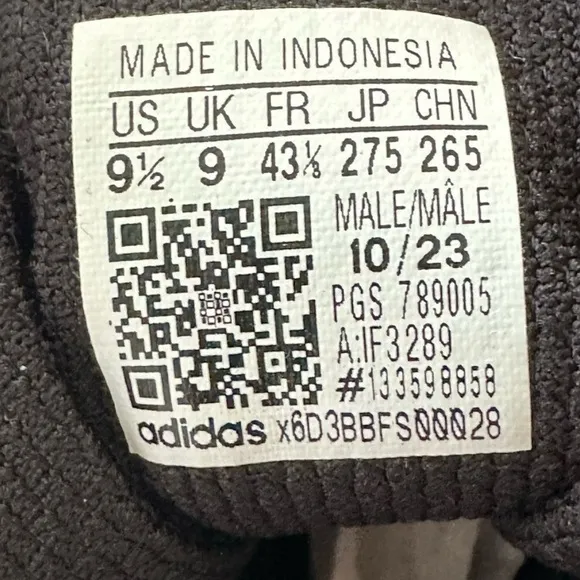 MADE IN INDONESIA
US UK FR JP CHN
9½ 9 43⅓ 275 265
MALE/MÂLE
10/23
PGS 789005
A:IF3289
#133598858
adidas x6D3BBFS00028